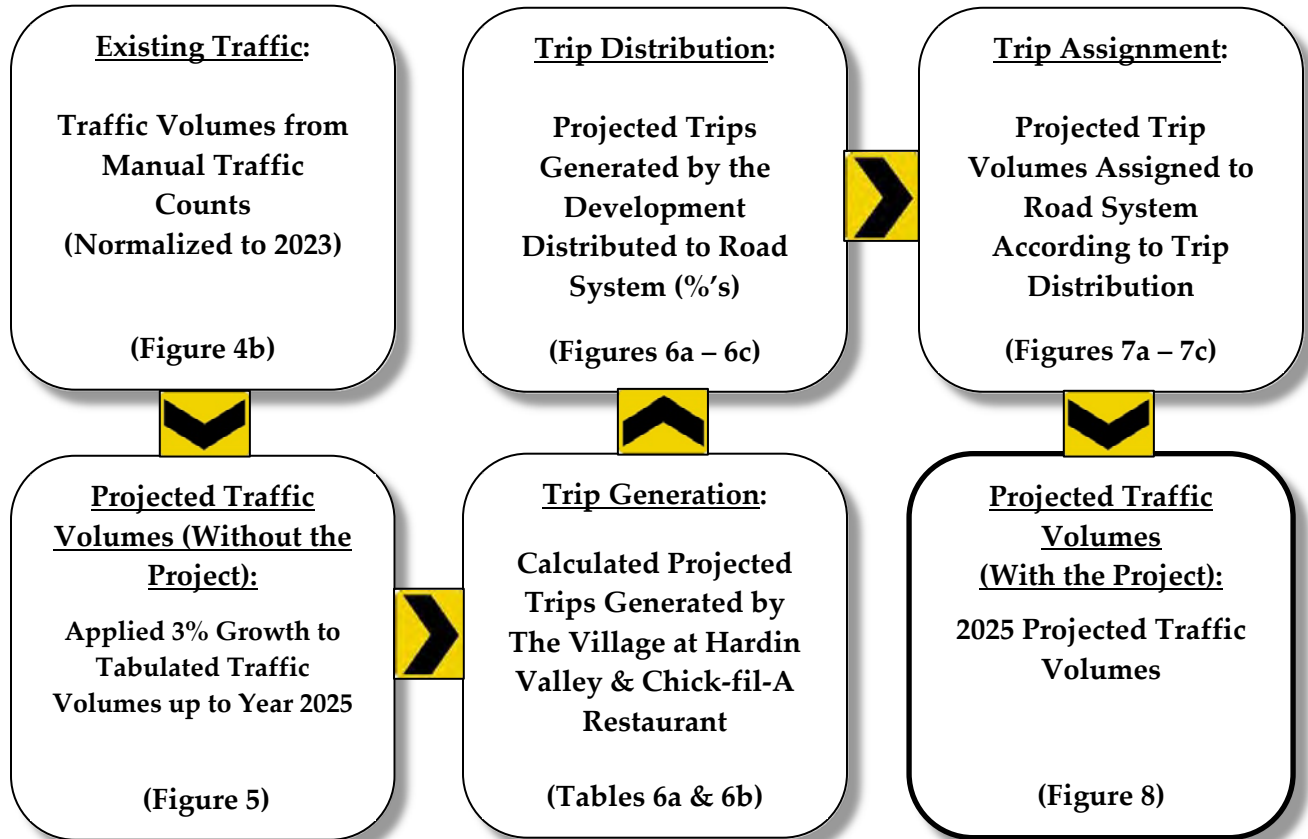 Existing Traffic:
Traffic Volumes from
Manual Traffic
Counts
(Normalized to 2023)
(Figure 4b)
Projected Traffic
Volumes (Without the
Project):
Applied 3% Growth to
Tabulated Traffic
Volumes up to Year 2025
(Figure 5)
Trip Generation:
Calculated Projected
Trips Generated by
The Village at Hardin
Valley & Chick-fil-A
Restaurant
(Tables 6a & 6b)
Trip Distribution:
Projected Trips
Generated by the
Development
Distributed to Road
System (%’s)
(Figures 6a – 6c)
Trip Assignment:
Projected Trip
Volumes Assigned to
Road System
According to Trip
Distribution
(Figures 7a – 7c)
Projected Traffic
Volumes
(With the Project):
2025 Projected Traffic
Volumes
(Figure 8)